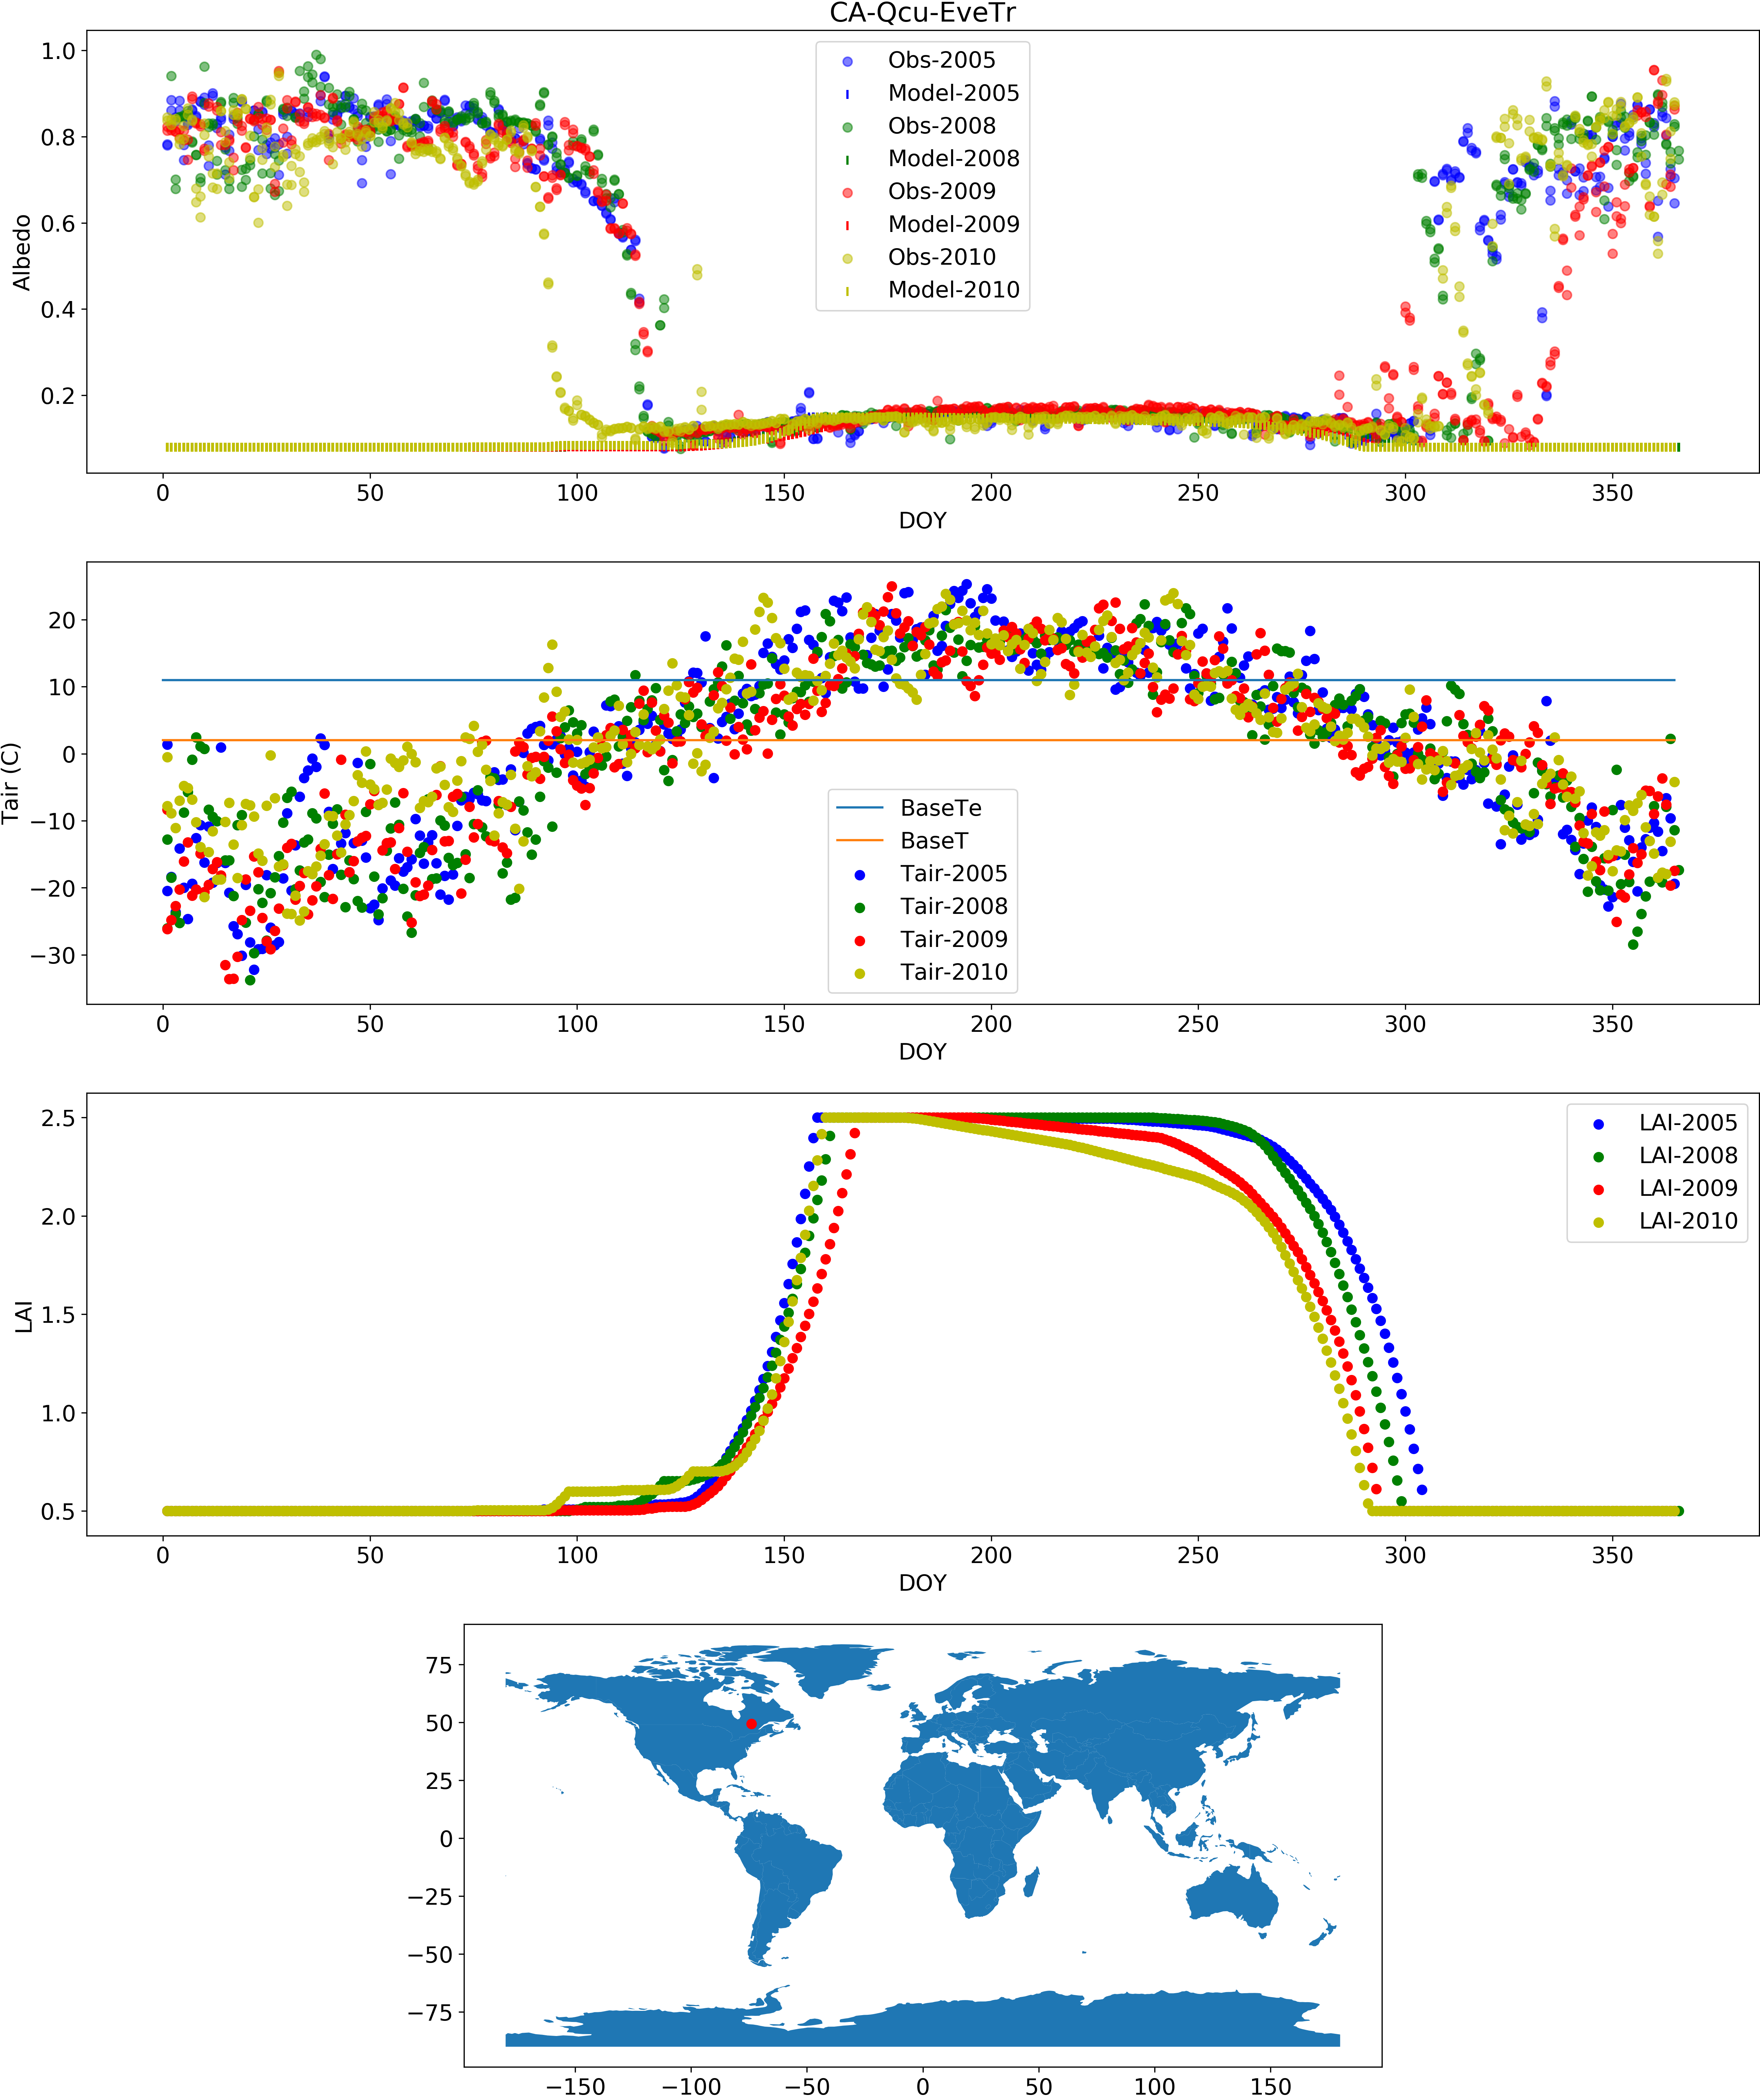 CA-Qcu-EveTr
1.0
0.8
0.6
0.4
0.2
Albedo
Obs-2005
Model-2005
Obs-2008
Model-2008
Obs-2009
Model-2009
Obs-2010
Model-2010
0 50 100 150 200 250 300 350
DOY
20
10
0
−10
−20
−30
Tair (C)
BaseTe
BaseT
Tair-2005
Tair-2008
Tair-2009
Tair-2010
0 50 100 150 200 250 300 350
DOY
2.5
2.0
1.5
1.0
0.5
LAI
LAI-2005
LAI-2008
LAI-2009
LAI-2010
0 50 100 150 200 250 300 350
DOY
75
50
25
0
−25
−50
−75
−150 −100 −50 0 50 100 150